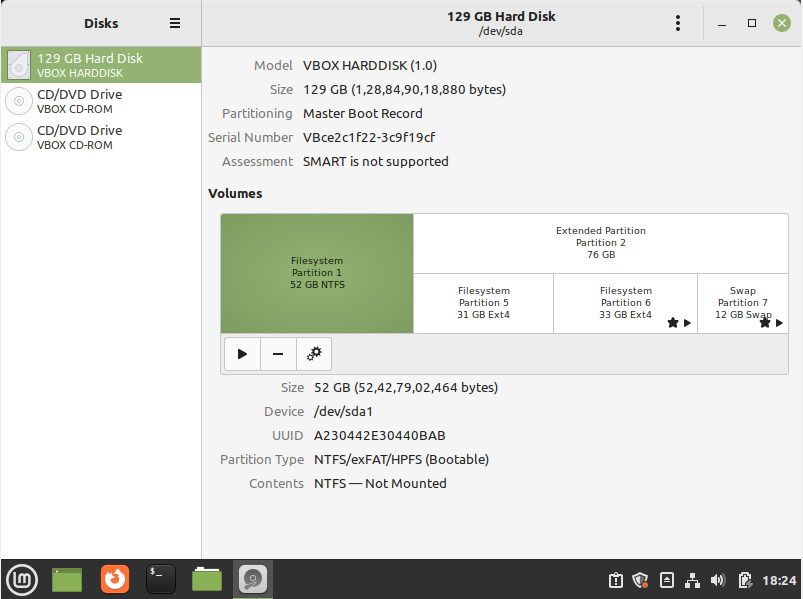 Disks
129 GB Hard Disk
/dev/sda
129 GB Hard Disk
VBOX HARDDISK
CD/DVD Drive
VBOX CD-ROM
CD/DVD Drive
VBOX CD-ROM
Model VBOX HARDDISK (1.0)
Size 129 GB (1,28,84,90,18,880 bytes)
Partitioning Master Boot Record
Serial Number VBce2c1f22-3c9f19cf
Assessment SMART is not supported
Volumes
Filesystem
Partition 1
52 GB NTFS
Extended Partition
Partition 2
76 GB
Filesystem
Partition 5
31 GB Ext4
Filesystem
Partition 6
33 GB Ext4
Swap
Partition 7
12 GB Swap
Size 52 GB (52,42,79,02,464 bytes)
Device /dev/sda1
UUID A230442E30440BAB
Partition Type NTFS/exFAT/HPFS (Bootable)
Contents NTFS — Not Mounted
lm
$_
18:24